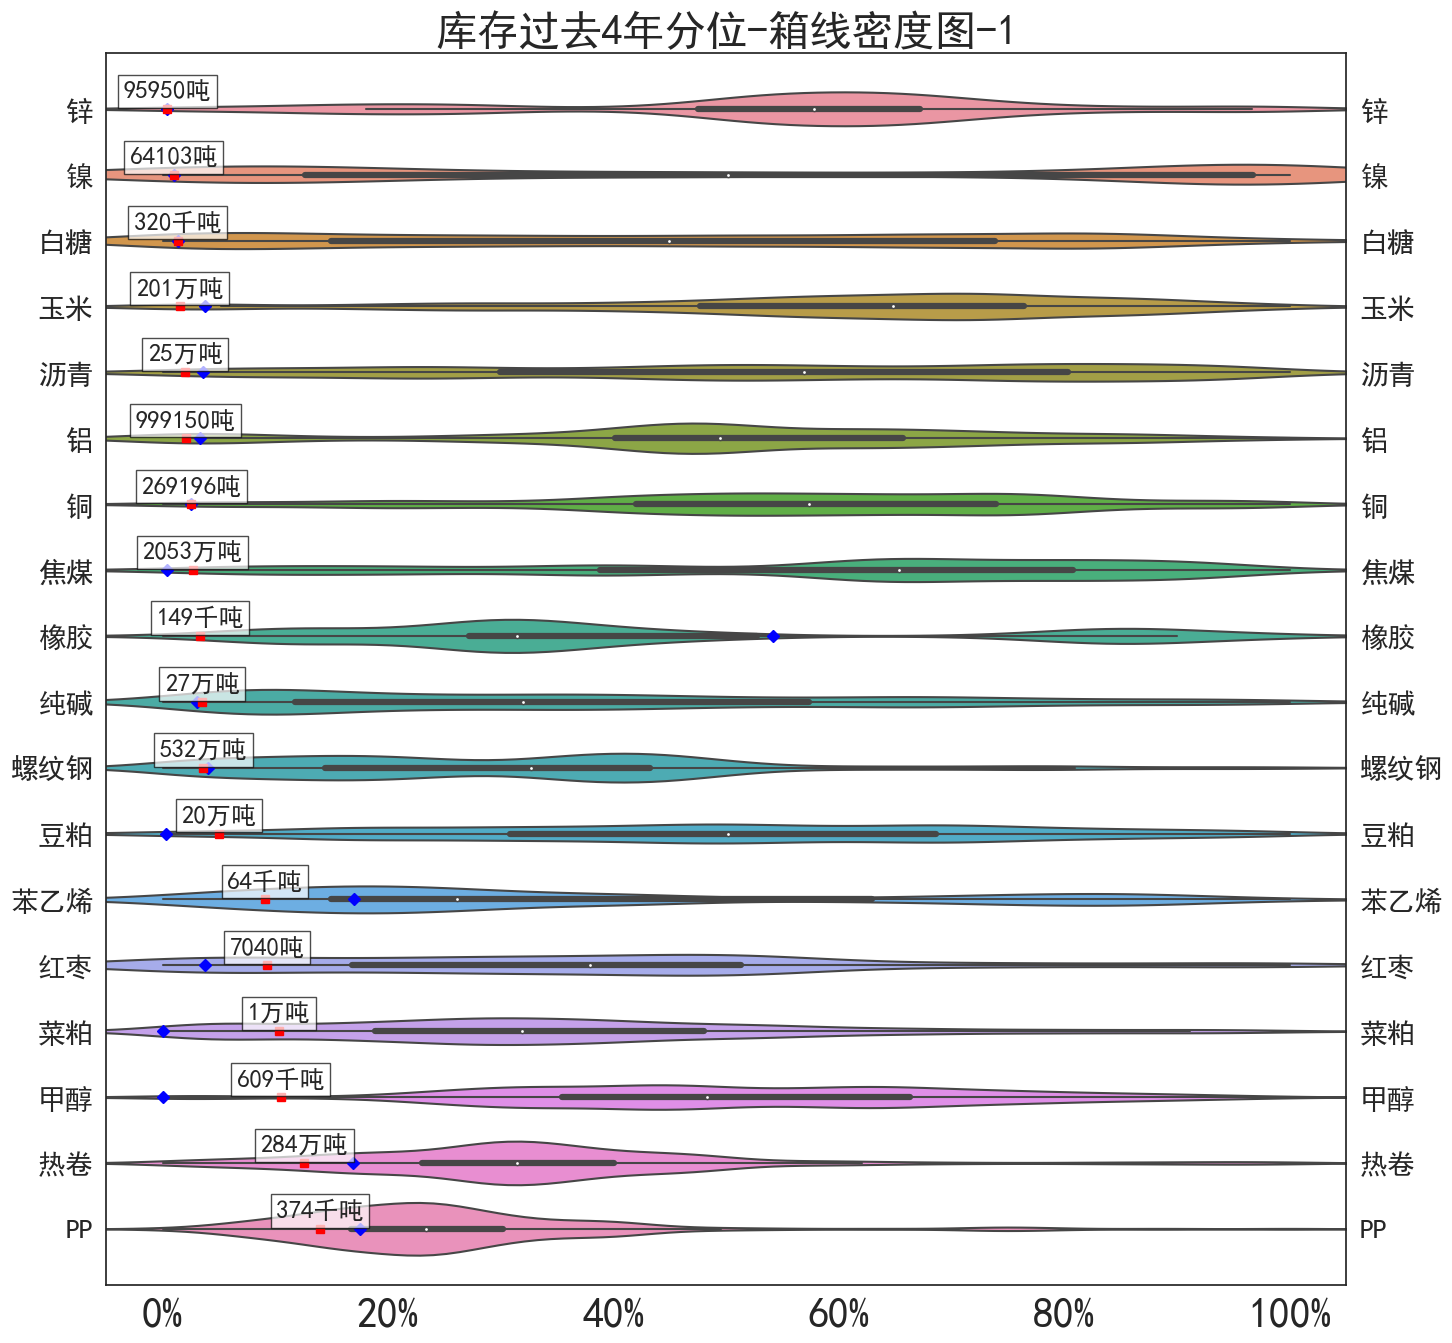 库存过去4年分位-箱线密度图-1
锌 95950吨 锌
镍 64103吨 镍
白糖 320千吨 白糖
玉米 201万吨 玉米
沥青 25万吨 沥青
铝 999150吨 铝
铜 269196吨 铜
焦煤 2053万吨 焦煤
橡胶 149千吨 橡胶
纯碱 27万吨 纯碱
螺纹钢 532万吨 螺纹钢
豆粕 20万吨 豆粕
苯乙烯 64千吨 苯乙烯
红枣 7040吨 红枣
菜粕 1万吨 菜粕
甲醇 609千吨 甲醇
热卷 284万吨 热卷
PP 374千吨 PP
0% 20% 40% 60% 80% 100%